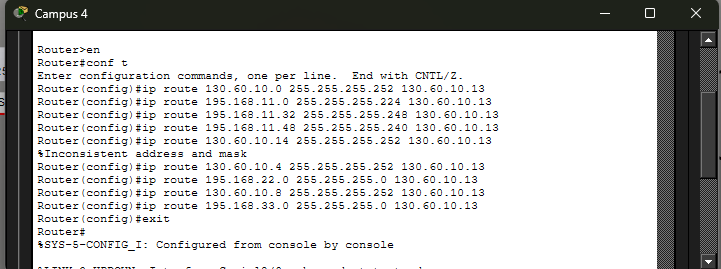 Campus 4
Router>en
Router#conf t
Enter configuration commands, one per line.  End with CNTL/Z.
Router(config)#ip route 130.60.10.0 255.255.255.252 130.60.10.13
Router(config)#ip route 195.168.11.0 255.255.255.224 130.60.10.13
Router(config)#ip route 195.168.11.32 255.255.255.248 130.60.10.13
Router(config)#ip route 195.168.11.48 255.255.255.240 130.60.10.13
Router(config)#ip route 130.60.10.14 255.255.255.252 130.60.10.13
%Inconsistent address and mask
Router(config)#ip route 130.60.10.4 255.255.255.252 130.60.10.13
Router(config)#ip route 195.168.22.0 255.255.255.0 130.60.10.13
Router(config)#ip route 130.60.10.8 255.255.255.252 130.60.10.13
Router(config)#ip route 195.168.33.0 255.255.255.0 130.60.10.13
Router(config)#exit
Router#
%SYS-5-CONFIG_I: Configured from console by console